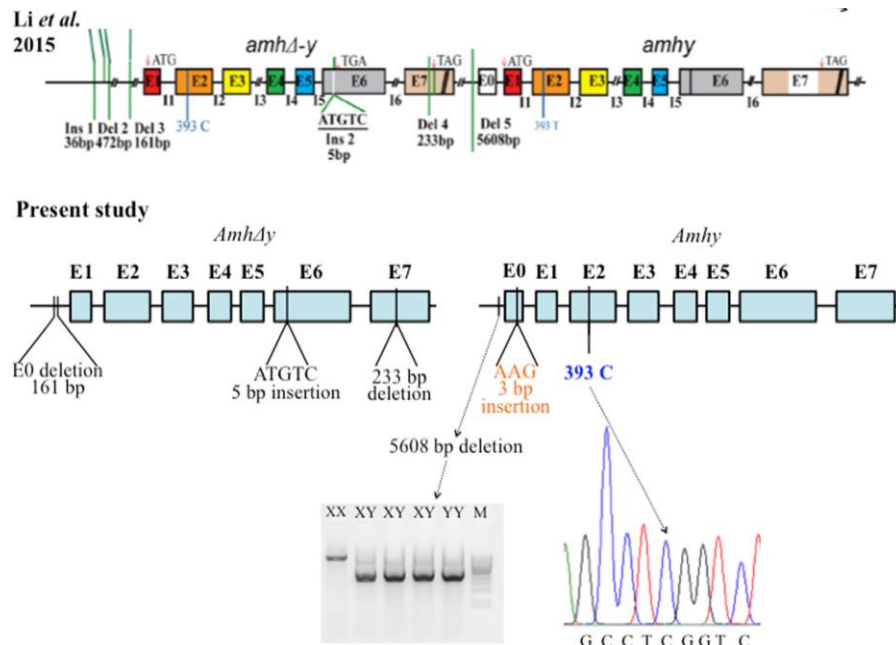 Li et al.
2015
amhΔ-y
amhy
ATG
TGA
TAG
ATG
TAG
E1 E2 E3 E4 E5 E6 E7 E0 E1 E2 E3 E4 E5 E6 E7
I1 I2 I3 I4 I5 I6 I1 I2 I3 I4 I5 I6
Ins 1 Del 2 Del 3
36bp 472bp 161bp
393 C
ATGTC
Ins 2
5bp
Del 4
233bp
Del 5
5608bp
393 T
Present study
AmhΔy
Amhy
E1 E2 E3 E4 E5 E6 E7 E0 E1 E2 E3 E4 E5 E6 E7
E0 deletion
161 bp
ATGTC
5 bp insertion
233 bp
deletion
AAG
3 bp
insertion
393 C
5608 bp deletion
XX XY XY XY YY M
G C C T C G G T C